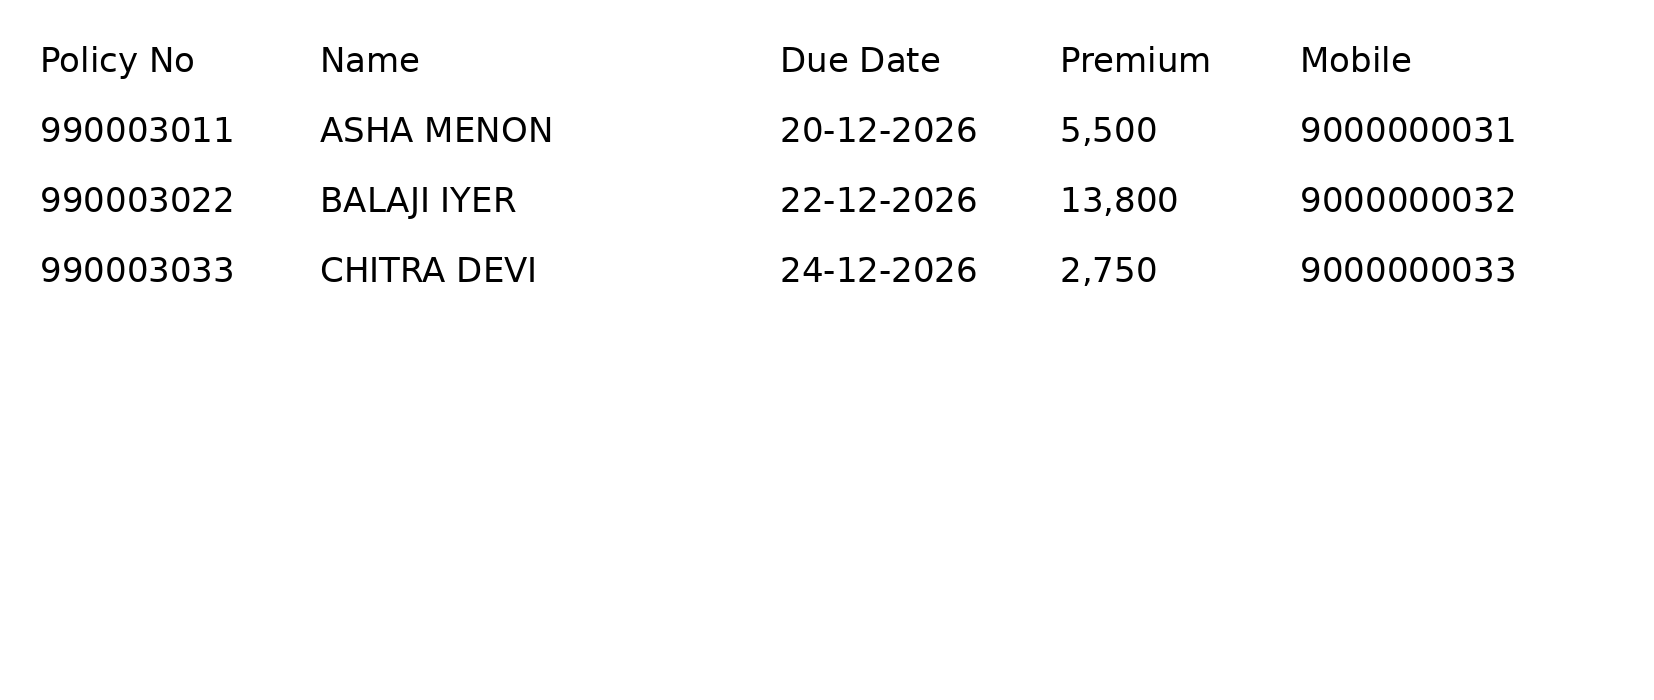 Policy No Name Due Date Premium Mobile
990003011 ASHA MENON 20-12-2026 5,500 9000000031
990003022 BALAJI IYER 22-12-2026 13,800 9000000032
990003033 CHITRA DEVI 24-12-2026 2,750 9000000033